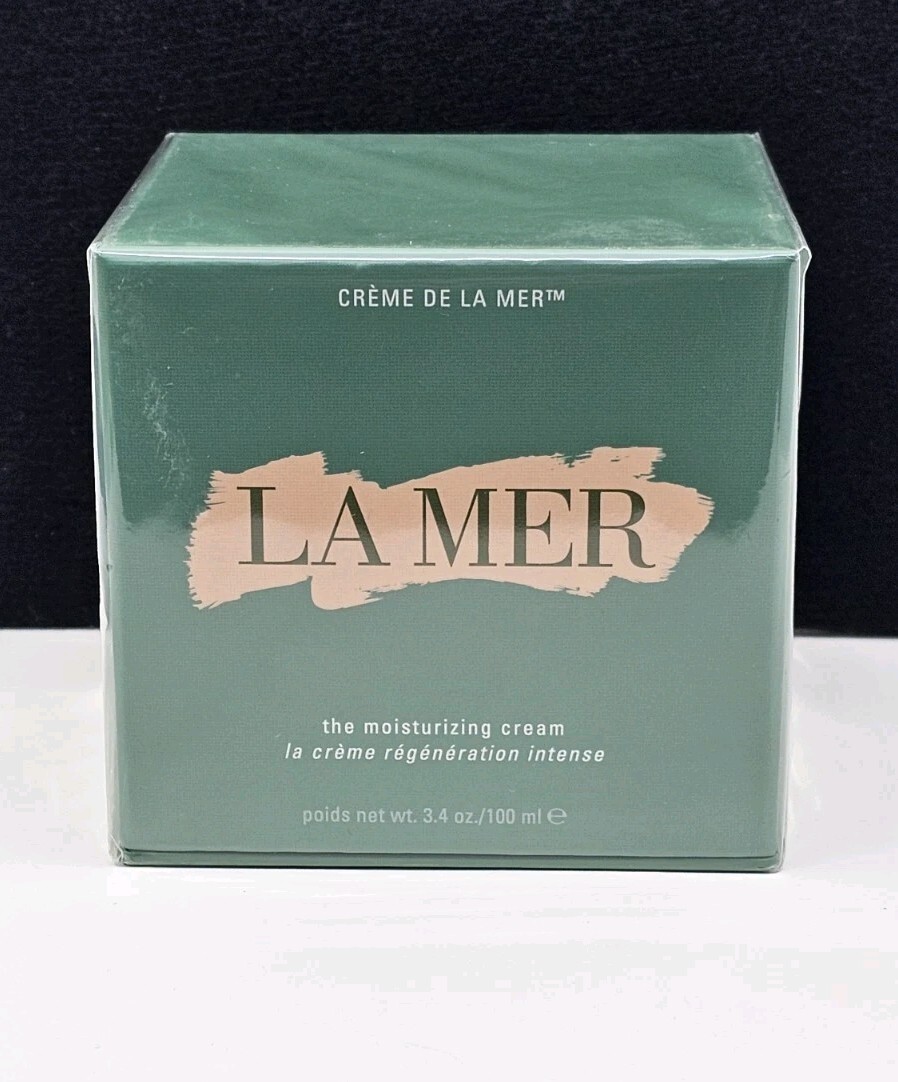 CRÈME DE LA MER™
LA MER
the moisturizing cream
la crème régénération intense
poids net wt. 3.4 oz./100 ml ℮